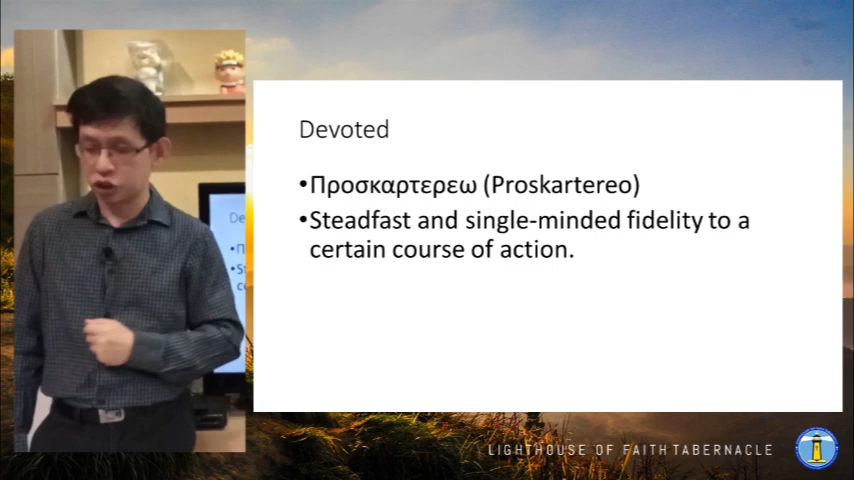 Devoted
•Προσκαρτερεω (Proskartereo)
•Steadfast and single-minded fidelity to a
certain course of action.
LIGHTHOUSE OF FAITH TABERNACLE